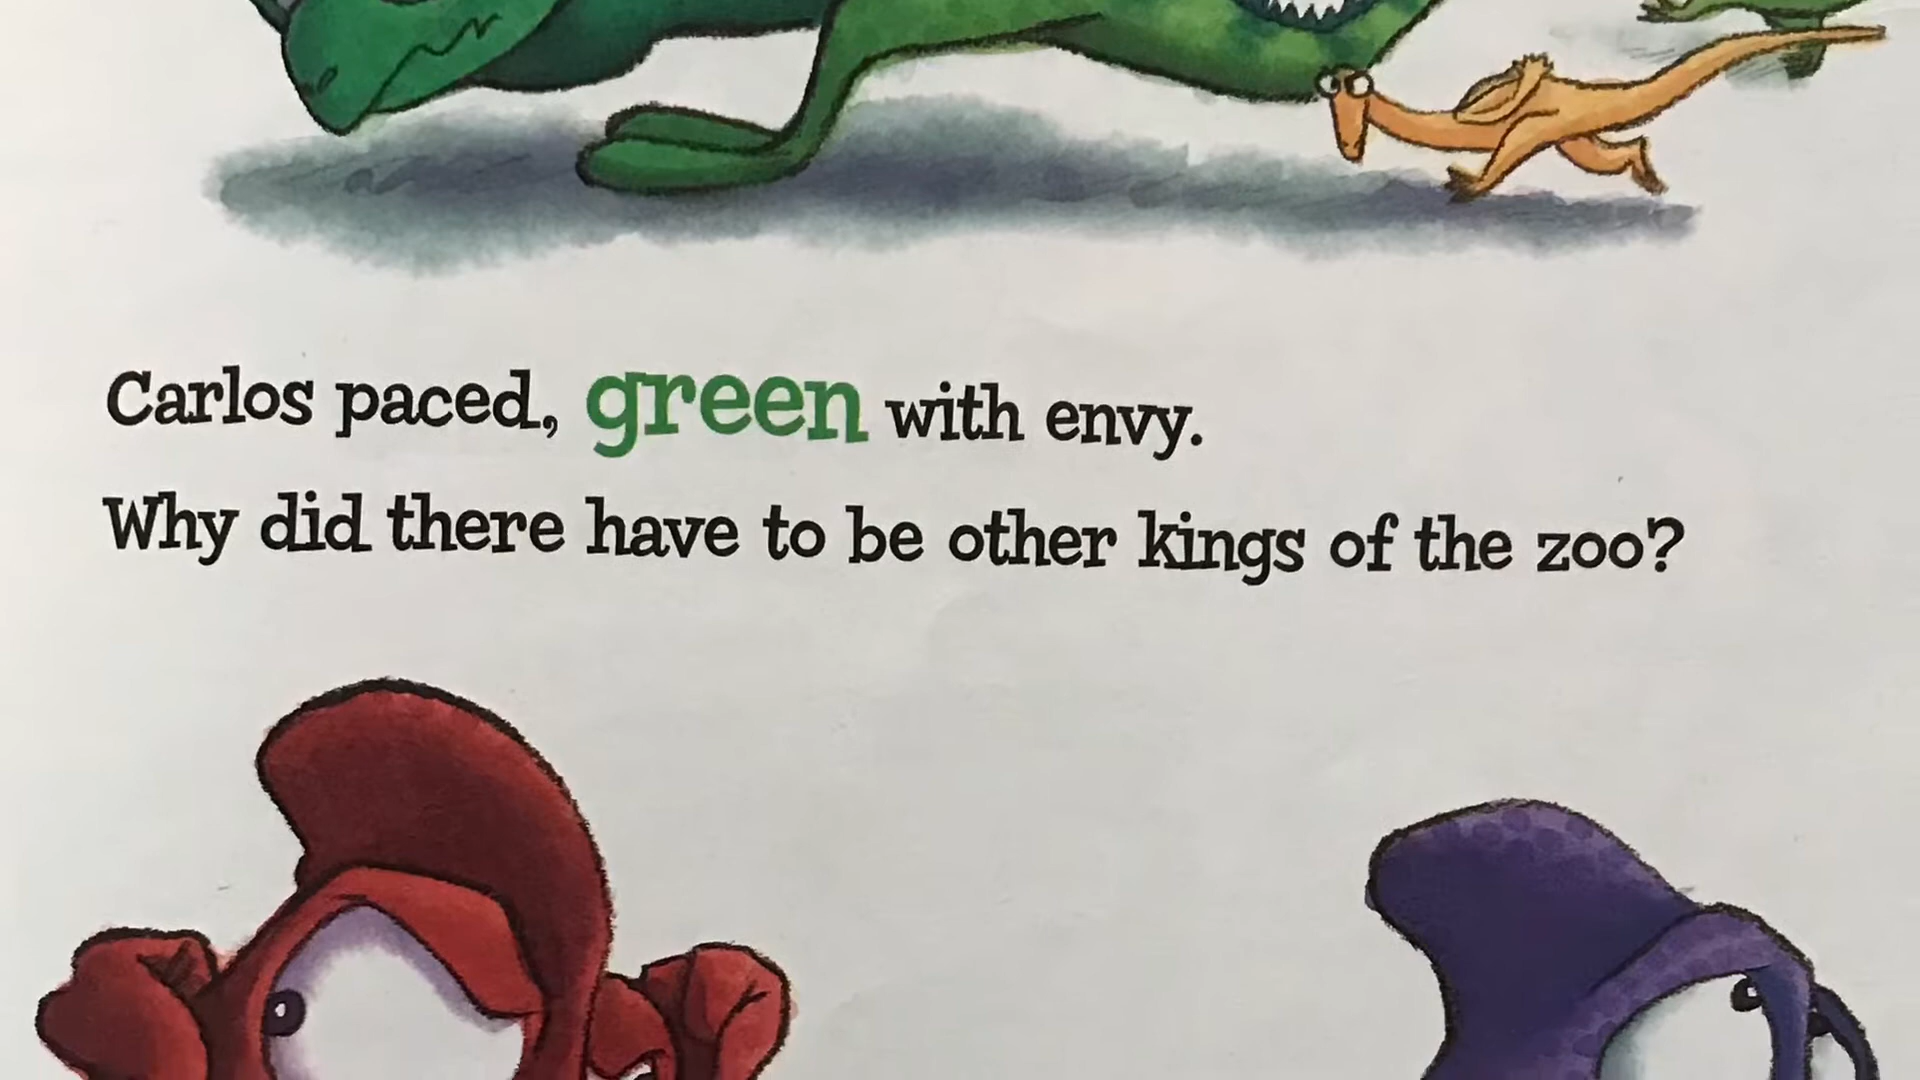 Carlos paced, green with envy.
Why did there have to be other kings of the zoo?